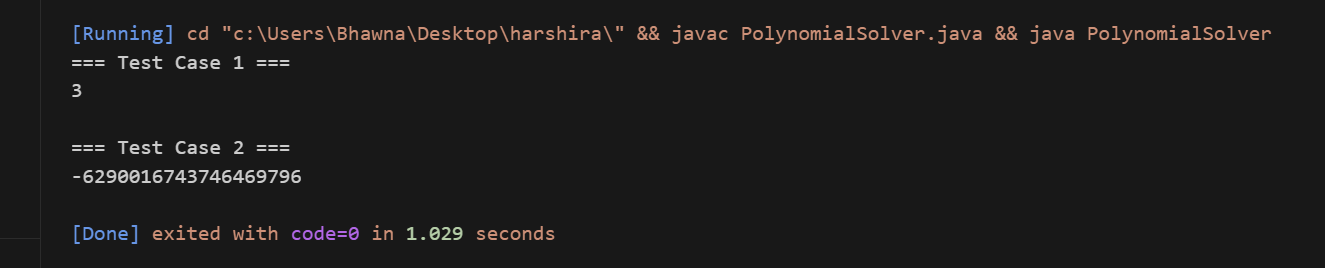 [Running] cd "c:\Users\Bhawna\Desktop\harshira\" && javac PolynomialSolver.java && java PolynomialSolver
=== Test Case 1 ===
3
=== Test Case 2 ===
-6290016743746469796
[Done] exited with code=0 in 1.029 seconds